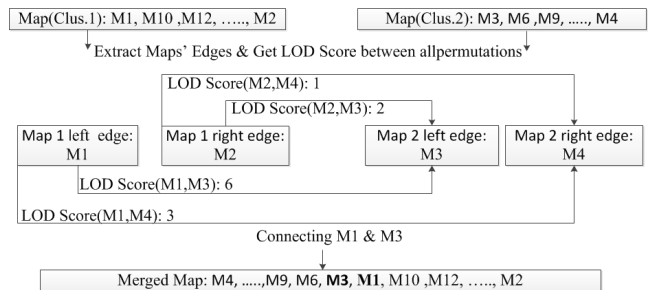 Map(Clus.1): M1, M10 ,M12, ....., M2
Map(Clus.2): M3, M6 ,M9, ....., M4
Extract Maps' Edges & Get LOD Score between allpermutations
LOD Score(M2,M4): 1
LOD Score(M2,M3): 2
Map 1 left edge:
M1
Map 1 right edge:
M2
Map 2 left edge:
M3
Map 2 right edge:
M4
LOD Score(M1,M3): 6
LOD Score(M1,M4): 3
Connecting M1 & M3
Merged Map: M4, .....,M9, M6, M3, M1, M10 ,M12, ....., M2